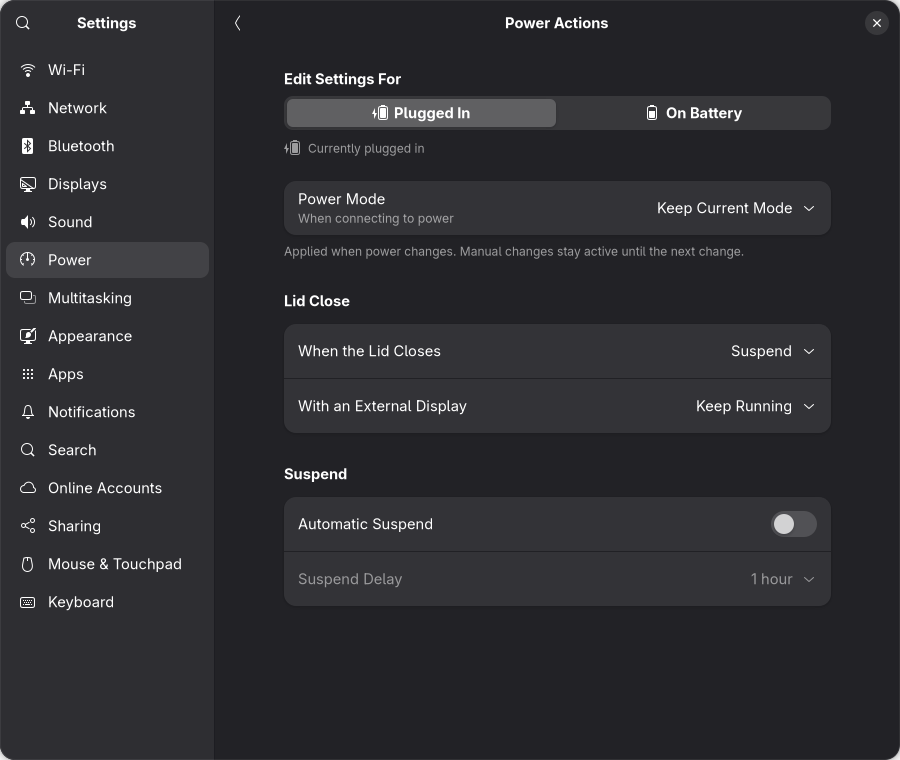 Settings
Wi-Fi
Network
Bluetooth
Displays
Sound
Power
Multitasking
Appearance
Apps
Notifications
Search
Online Accounts
Sharing
Mouse & Touchpad
Keyboard
Power Actions
Edit Settings For
Plugged In
On Battery
Currently plugged in
Power Mode
When connecting to power
Keep Current Mode
Applied when power changes. Manual changes stay active until the next change.
Lid Close
When the Lid Closes
Suspend
With an External Display
Keep Running
Suspend
Automatic Suspend
Suspend Delay
1 hour